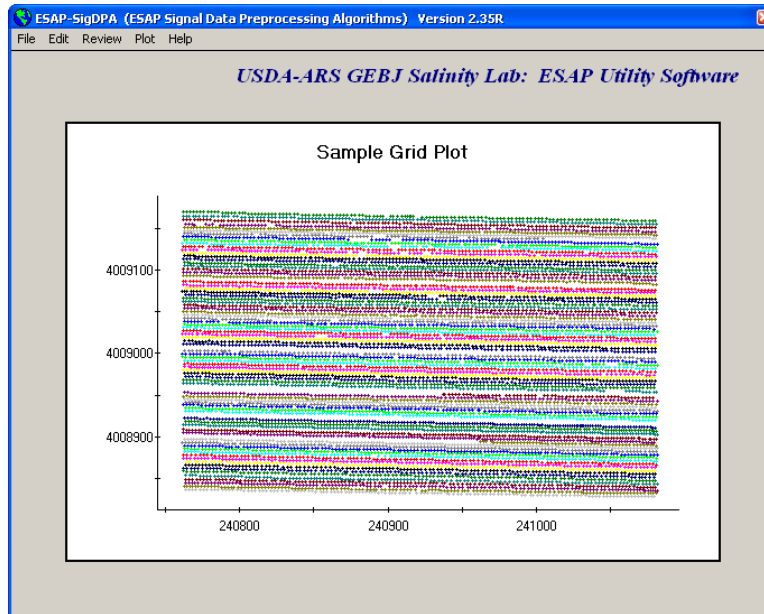 ESAP-SigDPA (ESAP Signal Data Preprocessing Algorithms) Version 2.35R
File Edit Review Plot Help
USDA-ARS GEBJ Salinity Lab: ESAP Utility Software
Sample Grid Plot
4009100
4009000
4008900
240800 240900 241000